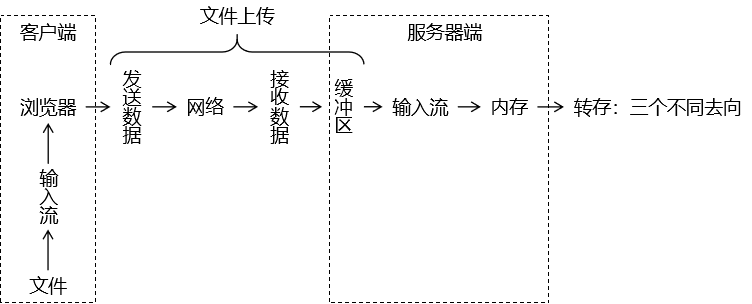 文件上传
客户端
服务器端
浏览器
发送数据
网络
接收数据
缓冲区
输入流
内存
转存：三个不同去向
输入流
文件